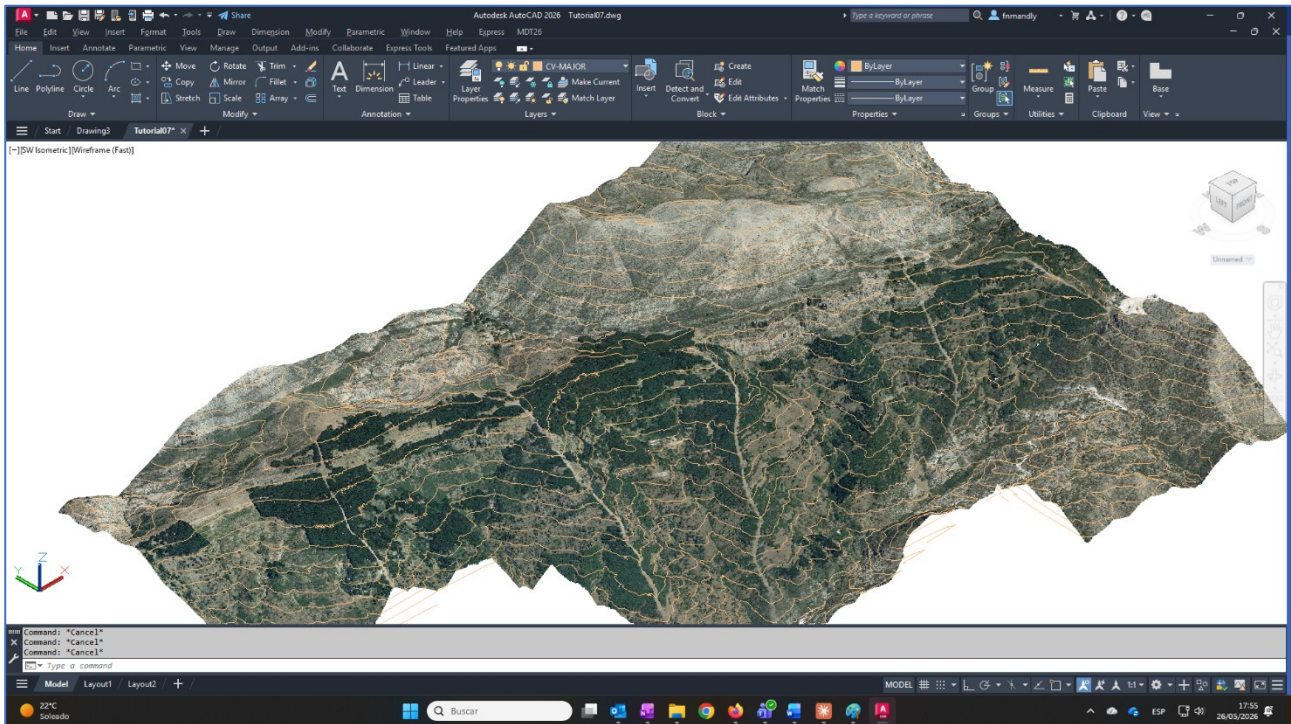 Share
Autodesk AutoCAD 2026 Tutorial07.dwg
Type a keyword or phrase
fnmandly
File Edit View Insert Format Tools Draw Dimension Modify Parametric Window Help Express MDT26
Home Insert Annotate Parametric View Manage Output Add-ins Collaborate Express Tools Featured Apps
Line Polyline Circle Arc
Move Rotate Trim
Copy Mirror Fillet
Stretch Scale Array
Text Dimension
Linear
Leader
Table
Layer Properties
CV-MAJOR
Make Current
Match Layer
Insert
Detect and Convert
Create
Edit
Edit Attributes
Match Properties
ByLayer
ByLayer
ByLayer
Group
Measure
Paste
Base
Draw Modify Annotation Layers Block Properties Groups Utilities Clipboard View
Start Drawing3 Tutorial07* +
[−][SW Isometric][Wireframe (Fast)]
TOP
LEFT FRONT
Unnamed
Z
Y X
Command: *Cancel*
Command: *Cancel*
Command: *Cancel*
Type a command
Model Layout1 Layout2 +
MODEL 1:1
22°C
Soleado
Buscar
ESP
17:55
26/05/2026